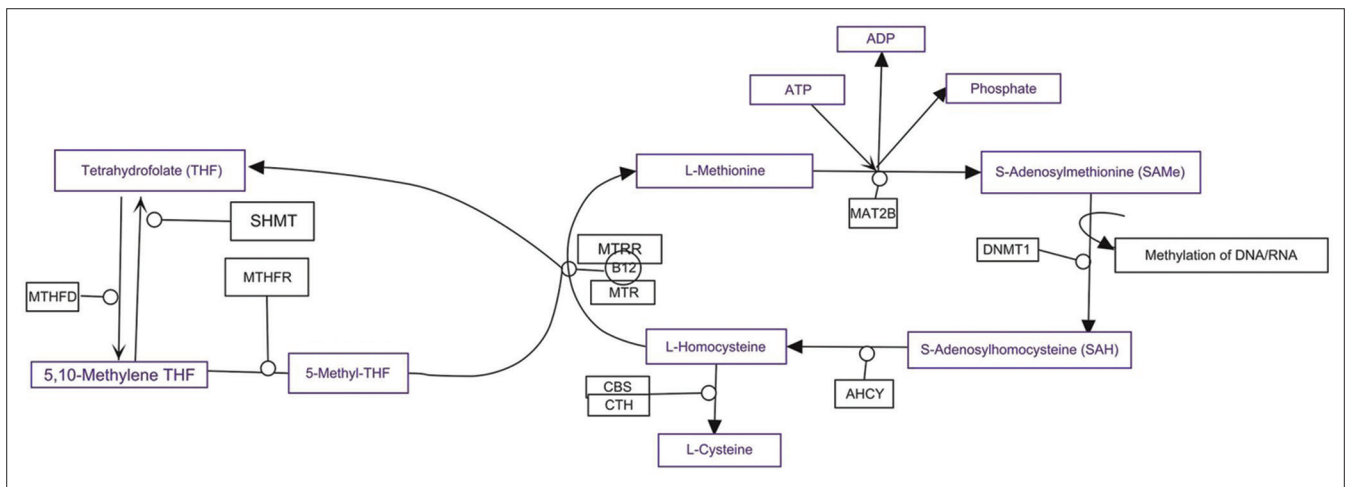 ADP
ATP
Phosphate
Tetrahydrofolate (THF)
L-Methionine
S-Adenosylmethionine (SAMe)
SHMT
MAT2B
MTRR
B12
MTR
DNMT1
Methylation of DNA/RNA
MTHFR
MTHFD
L-Homocysteine
S-Adenosylhomocysteine (SAH)
5,10-Methylene THF
5-Methyl-THF
CBS
CTH
AHCY
L-Cysteine